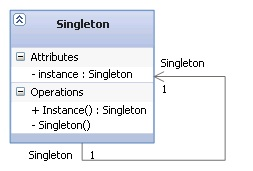 Singleton
Attributes
- instance : Singleton
Operations
+ Instance() : Singleton
- Singleton()
Singleton
1
Singleton
1